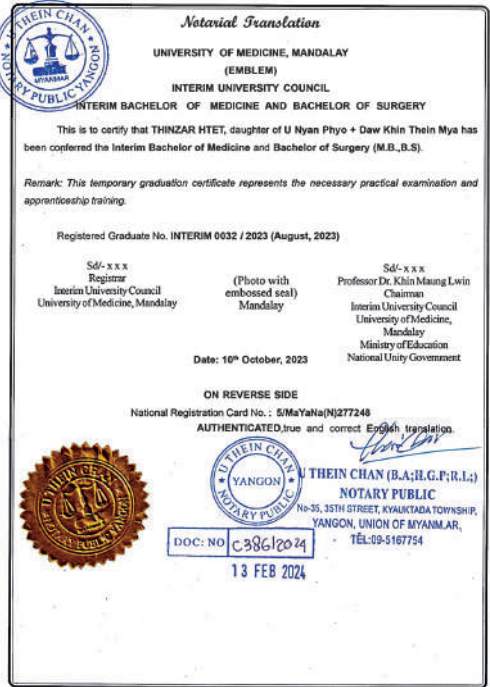 U THEIN CHAN
MYANMAR
NOTARY PUBLIC YANGON
Notarial Translation
UNIVERSITY OF MEDICINE, MANDALAY
(EMBLEM)
INTERIM UNIVERSITY COUNCIL
INTERIM BACHELOR OF MEDICINE AND BACHELOR OF SURGERY
This is to certify that THINZAR HTET, daughter of U Nyan Phyo + Daw Khin Thein Mya has
been conferred the Interim Bachelor of Medicine and Bachelor of Surgery (M.B.,B.S).
Remark: This temporary graduation certificate represents the necessary practical examination and
apprenticeship training.
Registered Graduate No. INTERIM 0032 / 2023 (August, 2023)
Sd/- x x x
Registrar
Interim University Council
University of Medicine, Mandalay
(Photo with
embossed seal)
Mandalay
Sd/- x x x
Professor Dr. Khin Maung Lwin
Chairman
Interim University Council
University of Medicine,
Mandalay
Ministry of Education
National Unity Government
Date: 10th October, 2023
ON REVERSE SIDE
National Registration Card No. : 5/MaYaNa(N)277248
AUTHENTICATED,true and correct English translation.
U THEIN CHAN
NOTARY PUBLIC YANGON
U THEIN CHAN
YANGON
NOTARY PUBLIC
U THEIN CHAN (B.A;H.G.P;R.L;)
NOTARY PUBLIC
No-35, 35TH STREET, KYAUKTADA TOWNSHIP,
YANGON, UNION OF MYANMAR,
TEL:09-5167754
DOC: NO C386/2024
13 FEB 2024